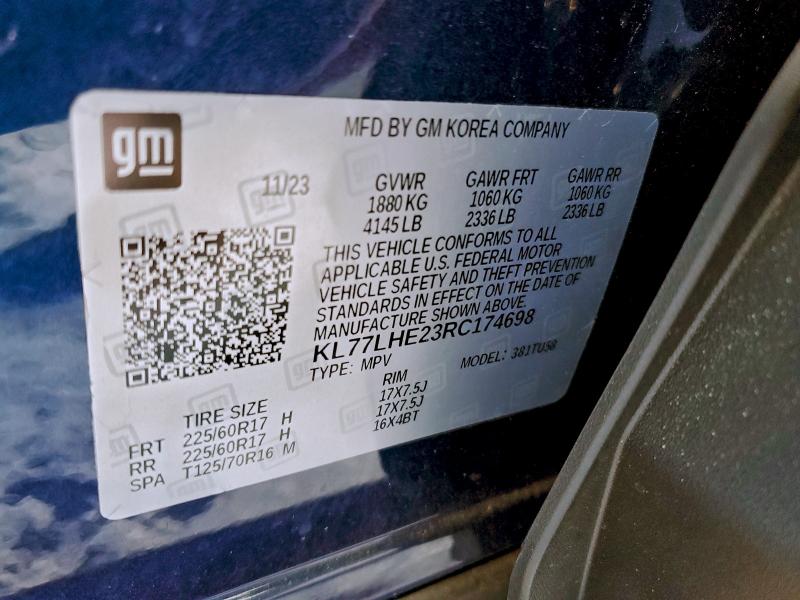 gm
MFD BY GM KOREA COMPANY
11/23
GVWR GAWR FRT GAWR RR
1880 KG 1060 KG 1060 KG
4145 LB 2336 LB 2336 LB
THIS VEHICLE CONFORMS TO ALL
APPLICABLE U.S. FEDERAL MOTOR
VEHICLE SAFETY AND THEFT PREVENTION
STANDARDS IN EFFECT ON THE DATE OF
MANUFACTURE SHOWN ABOVE.
KL77LHE23RC174698
TYPE: MPV MODEL: 381TU58
TIRE SIZE RIM
FRT 225/60R17 H 17X7.5J
RR 225/60R17 H 17X7.5J
SPA T125/70R16 M 16X4BT